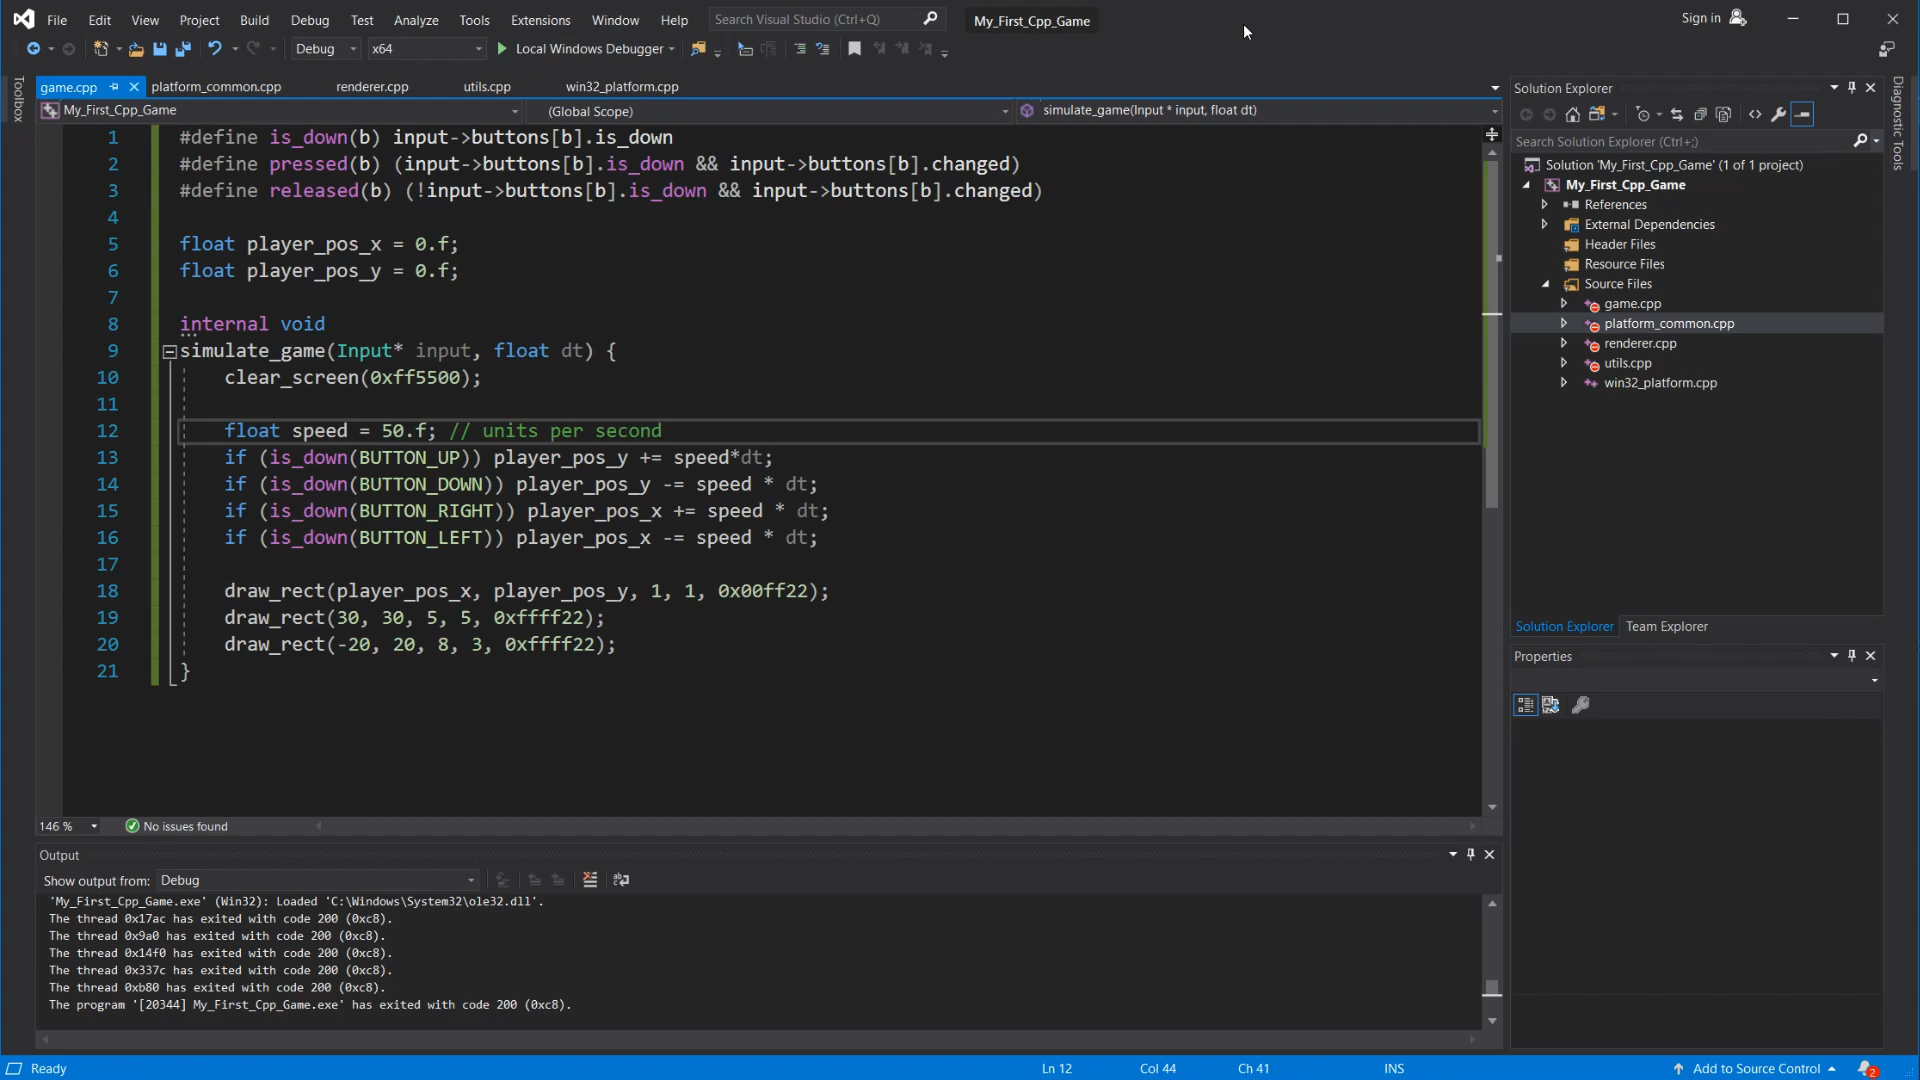 File Edit View Project Build Debug Test Analyze Tools Extensions Window Help Search Visual Studio (Ctrl+Q) My_First_Cpp_Game Sign in
Debug x64 Local Windows Debugger
Toolbox
game.cpp platform_common.cpp renderer.cpp utils.cpp win32_platform.cpp
My_First_Cpp_Game (Global Scope) simulate_game(Input * input, float dt)
1 #define is_down(b) input->buttons[b].is_down
2 #define pressed(b) (input->buttons[b].is_down && input->buttons[b].changed)
3 #define released(b) (!input->buttons[b].is_down && input->buttons[b].changed)
4
5 float player_pos_x = 0.f;
6 float player_pos_y = 0.f;
7
8 internal void
9 simulate_game(Input* input, float dt) {
10 clear_screen(0xff5500);
11
12 float speed = 50.f; // units per second
13 if (is_down(BUTTON_UP)) player_pos_y += speed*dt;
14 if (is_down(BUTTON_DOWN)) player_pos_y -= speed * dt;
15 if (is_down(BUTTON_RIGHT)) player_pos_x += speed * dt;
16 if (is_down(BUTTON_LEFT)) player_pos_x -= speed * dt;
17
18 draw_rect(player_pos_x, player_pos_y, 1, 1, 0x00ff22);
19 draw_rect(30, 30, 5, 5, 0xffff22);
20 draw_rect(-20, 20, 8, 3, 0xffff22);
21 }
146 % No issues found
Output
Show output from: Debug
'My_First_Cpp_Game.exe' (Win32): Loaded 'C:\Windows\System32\ole32.dll'.
The thread 0x17ac has exited with code 200 (0xc8).
The thread 0x9a0 has exited with code 200 (0xc8).
The thread 0x14f0 has exited with code 200 (0xc8).
The thread 0x337c has exited with code 200 (0xc8).
The thread 0xb80 has exited with code 200 (0xc8).
The program '[20344] My_First_Cpp_Game.exe' has exited with code 200 (0xc8).
Solution Explorer
Search Solution Explorer (Ctrl+;)
Solution 'My_First_Cpp_Game' (1 of 1 project)
My_First_Cpp_Game
References
External Dependencies
Header Files
Resource Files
Source Files
game.cpp
platform_common.cpp
renderer.cpp
utils.cpp
win32_platform.cpp
Solution Explorer Team Explorer
Properties
Diagnostic Tools
Ready Ln 12 Col 44 Ch 41 INS Add to Source Control 2